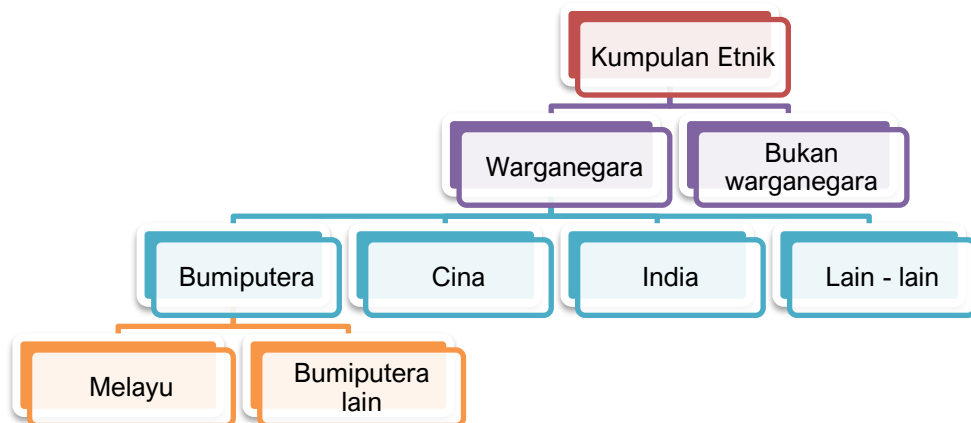 Kumpulan Etnik
Warganegara
Bukan
warganegara
Bumiputera
Cina
India
Lain - lain
Melayu
Bumiputera
lain